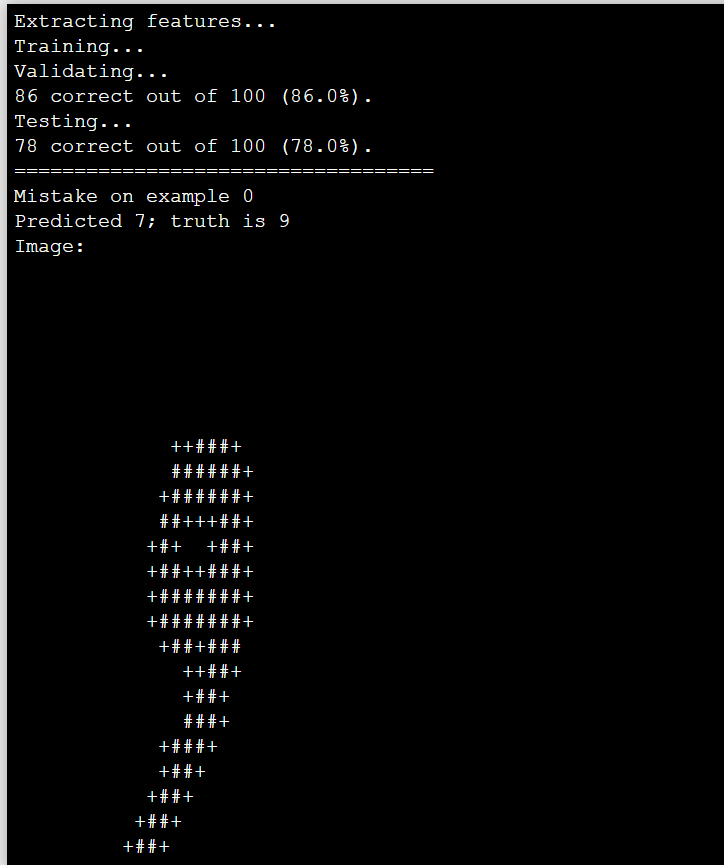 Extracting features...
Training...
Validating...
86 correct out of 100 (86.0%).
Testing...
78 correct out of 100 (78.0%).
===================================
Mistake on example 0
Predicted 7; truth is 9
Image:
             ++###+
             ######+
            +######+
            ##+++##+
           +#+  +##+
           +##++###+
           +#######+
           +#######+
            +##+###
              ++##+
              +##+
              ###+
            +###+
            +##+
           +##+
          +##+
         +##+